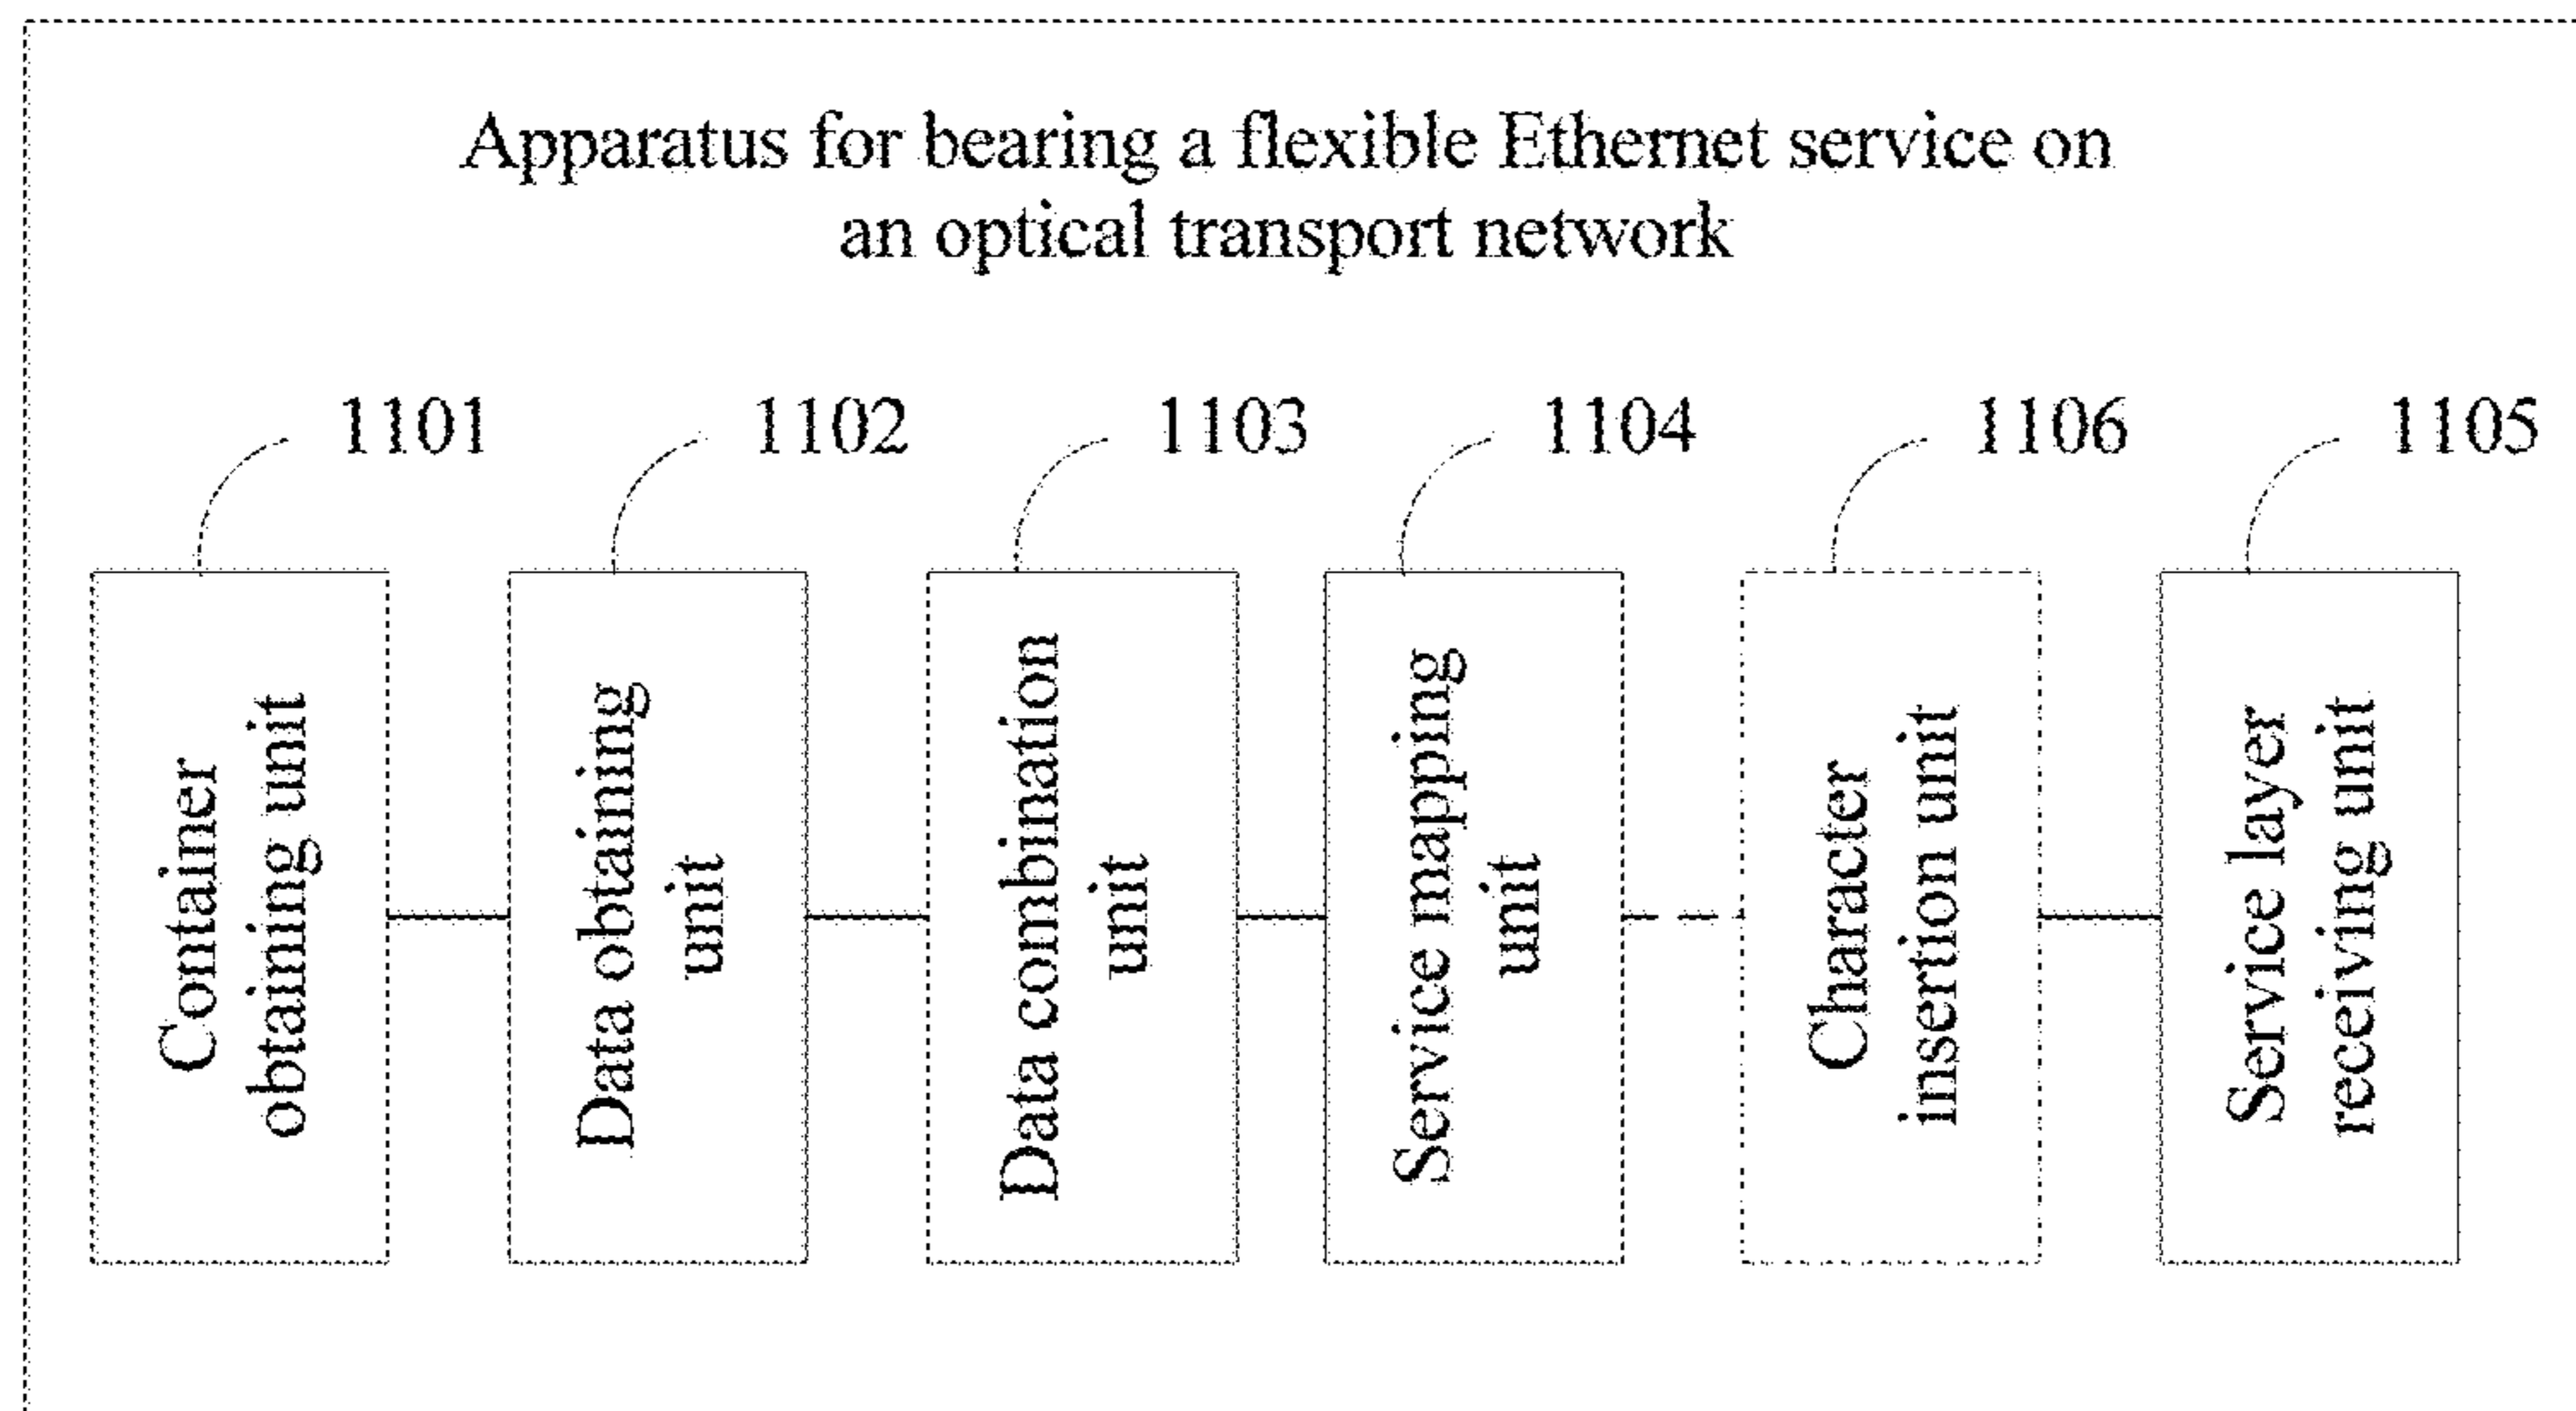 Apparatus for bearing a flexible Ethernet service on
an optical transport network
1101
1102
1103
1104
1106
1105
Container
obtaining unit
Data obtaining
unit
Data combination
unit
Service mapping
unit
Character
insertion unit
Service layer
receiving unit